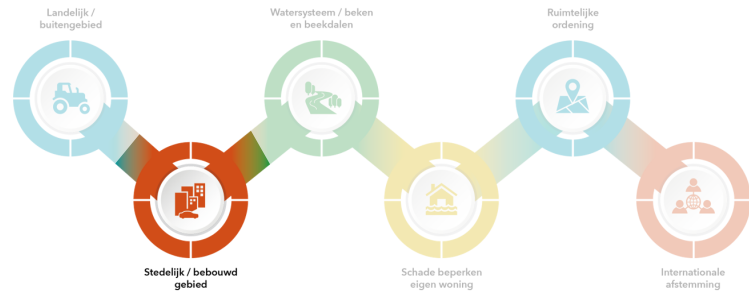 Landelijk /
buitengebied
Watersysteem / beken
en beekdalen
Ruimtelijke
ordening
Stedelijk / bebouwd
gebied
Schade beperken
eigen woning
Internationale
afstemming